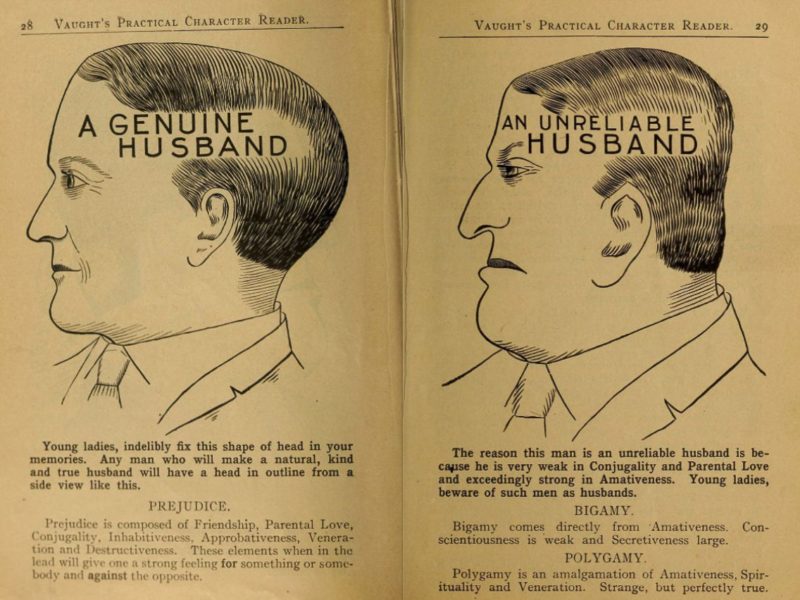 28 VAUGHT'S PRACTICAL CHARACTER READER.
A GENUINE
HUSBAND
Young ladies, indelibly fix this shape of head in your
memories. Any man who will make a natural, kind
and true husband will have a head in outline from a
side view like this.
PREJUDICE.
Prejudice is composed of Friendship, Parental Love,
Conjugality, Inhabitiveness, Approbativeness, Venera-
tion and Destructiveness. These elements when in the
lead will give one a strong feeling for something or some-
body and against the opposite.
VAUGHT'S PRACTICAL CHARACTER READER. 29
AN UNRELIABLE
HUSBAND
The reason this man is an unreliable husband is be-
cause he is very weak in Conjugality and Parental Love
and exceedingly strong in Amativeness. Young ladies,
beware of such men as husbands.
BIGAMY.
Bigamy comes directly from Amativeness. Con-
scientiousness is weak and Secretiveness large.
POLYGAMY.
Polygamy is an amalgamation of Amativeness, Spir-
ituality and Veneration. Strange, but perfectly true.